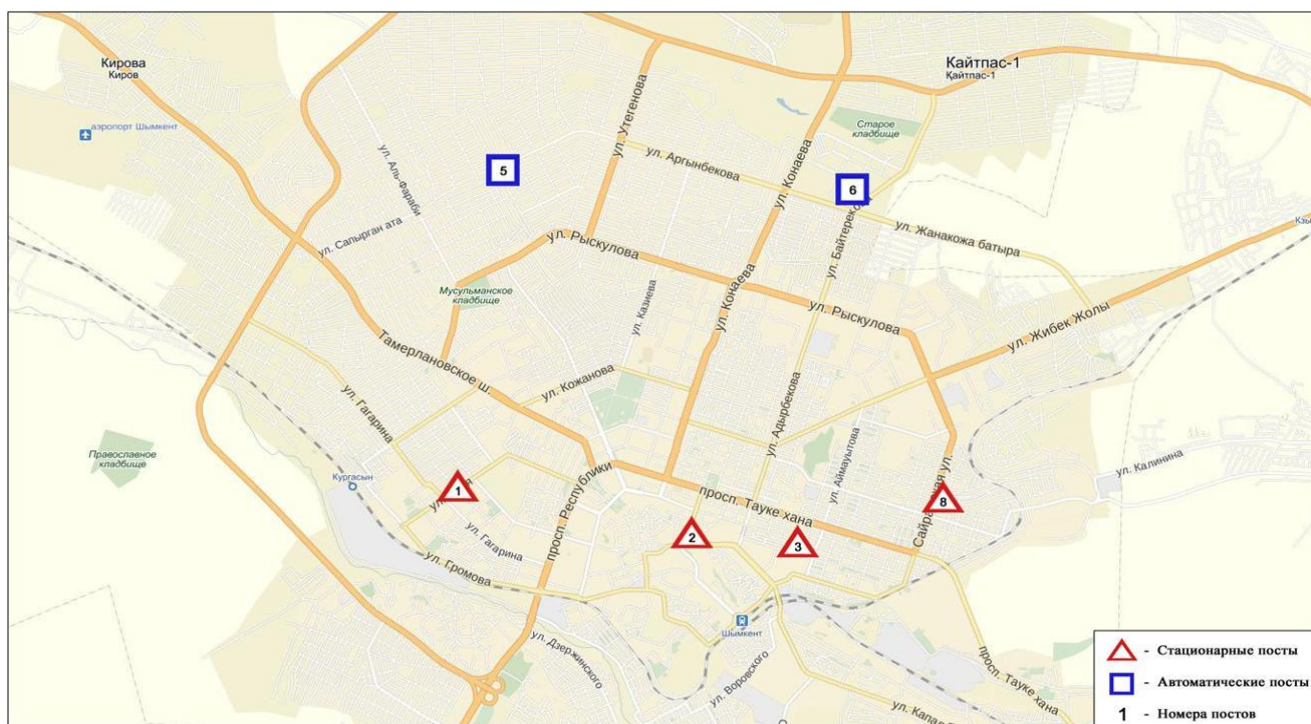 Кирова
Киров
Кайтпас-1
Қайтпас-1
аэропорт Шымкент
ул. Утегенова
Старое
кладбище
ул. Аль-Фараби
5
ул. Аргынбекова
ул. Конаева
6
ул. Сапырган ата
ул. Рыскулова
ул. Байтерекова
ул. Жанакожа батыра
Мусульманское
кладбище
ул. Казиева
ул. Конаева
ул. Рыскулова
ул. Жибек Жолы
Тамерлановское ш.
ул. Кожанова
ул. Гагарина
ул. Адырбекова
ул. Аймаутова
Православное
кладбище
Кургасын
1
просп. Республики
просп. Тауке хана
8
ул. Калинина
ул. Гагарина
2
3
ул. Громова
Шымкент
ул. Дзержинского
ул. Воровского
просп. Тауке хана
- Стационарные посты
- Автоматические посты
1 - Номера постов